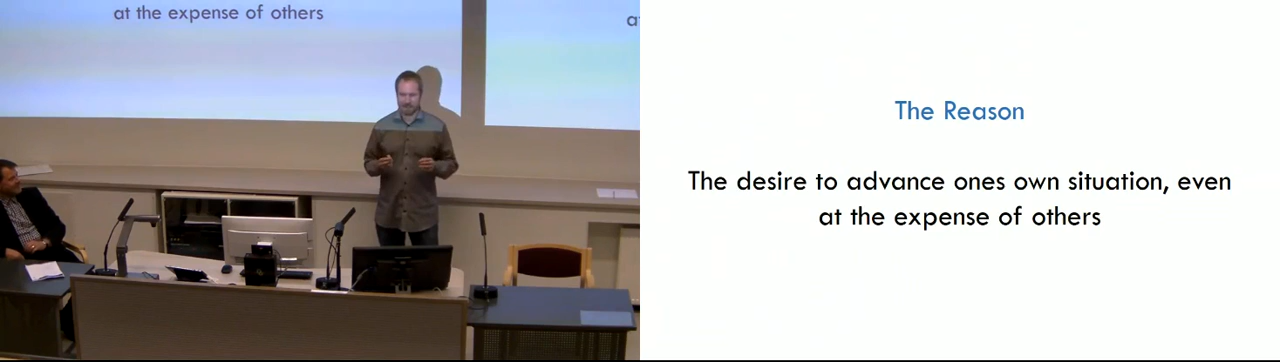 at the expense of others
The Reason
The desire to advance ones own situation, even
at the expense of others